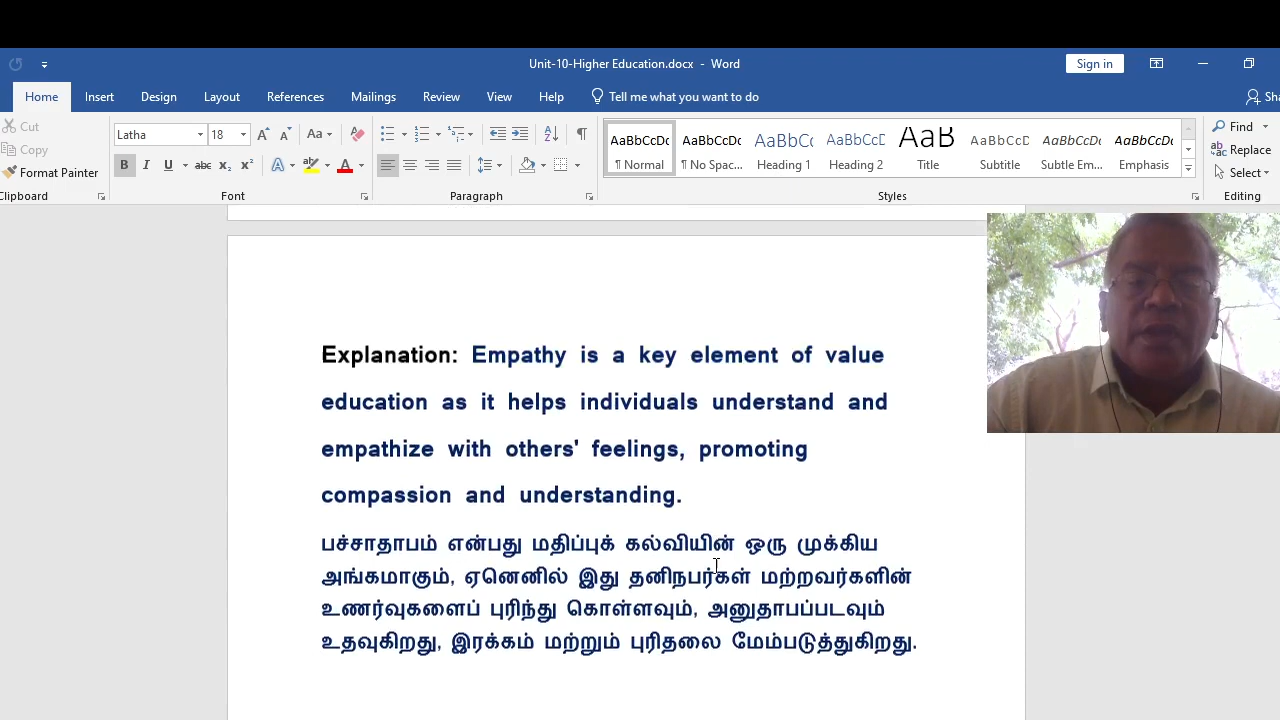 Unit-10-Higher Education.docx - Word
Sign in
Home Insert Design Layout References Mailings Review View Help Tell me what you want to do
Cut
Copy
Format Painter
Clipboard
Latha 18
Font
Paragraph
AaBbCcDc AaBbCcDc AaBbC AaBbCcD AaB AaBbCcD AaBbCcDc AaBbCcDc
¶ Normal ¶ No Spac... Heading 1 Heading 2 Title Subtitle Subtle Em... Emphasis
Styles
Find
Replace
Select
Editing
Explanation: Empathy is a key element of value
education as it helps individuals understand and
empathize with others' feelings, promoting
compassion and understanding.
பச்சாதாபம் என்பது மதிப்புக் கல்வியின் ஒரு முக்கிய
அங்கமாகும், ஏனெனில் இது தனிநபர்கள் மற்றவர்களின்
உணர்வுகளைப் புரிந்து கொள்ளவும், அனுதாபப்படவும்
உதவுகிறது, இரக்கம் மற்றும் புரிதலை மேம்படுத்துகிறது.